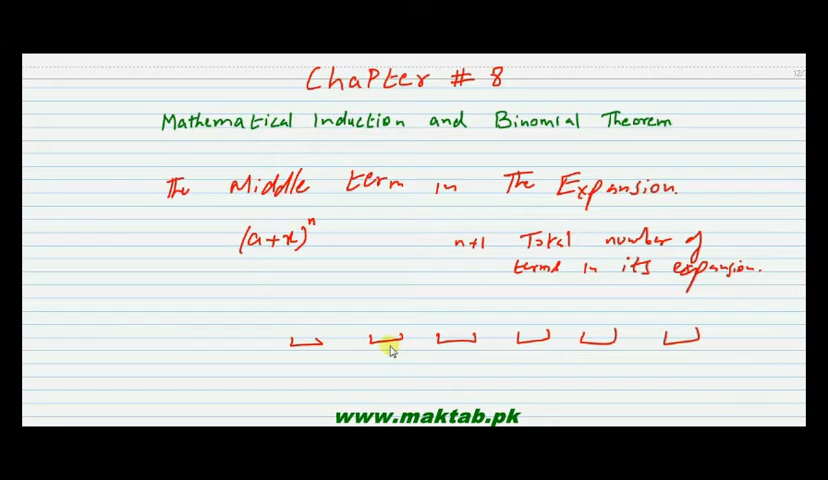 Chapter # 8
Mathematical Induction and Binomial Theorem
The Middle term in The Expansion.
(a+x)^n n+1 Total number of
terms in its expansion.
www.maktab.pk